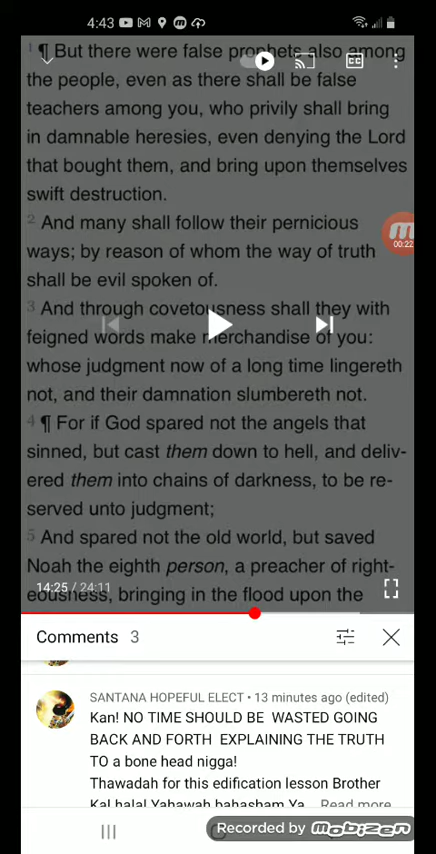 4:43
1 ¶ But there were false prophets also among
the people, even as there shall be false
teachers among you, who privily shall bring
in damnable heresies, even denying the Lord
that bought them, and bring upon themselves
swift destruction.
2 And many shall follow their pernicious
ways; by reason of whom the way of truth
shall be evil spoken of.
00:22
3 And through covetousness shall they with
feigned words make merchandise of you:
whose judgment now of a long time lingereth
not, and their damnation slumbereth not.
4 ¶ For if God spared not the angels that
sinned, but cast them down to hell, and deliv-
ered them into chains of darkness, to be re-
served unto judgment;
5 And spared not the old world, but saved
Noah the eighth person, a preacher of right-
eousness, bringing in the flood upon the
14:25 / 24:11
Comments 3
SANTANA HOPEFUL ELECT • 13 minutes ago (edited)
Kan! NO TIME SHOULD BE WASTED GOING
BACK AND FORTH EXPLAINING THE TRUTH
TO a bone head nigga!
Thawadah for this edification lesson Brother
Kal halal Yahawah bahasham Ya... Read more
Recorded by mobizen